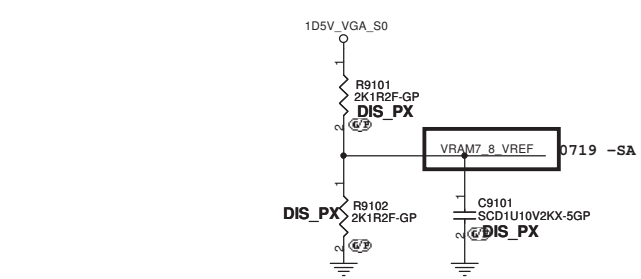 1D5V_VGA_S0
1
R9101
2K1R2F-GP
DIS_PX
2
G/P
VRAM7_8_VREF
0719 -SA
1
DIS_PX
R9102
2K1R2F-GP
2
G/P
1
C9101
SCD1U10V2KX-5GP
2
G/P
DIS_PX